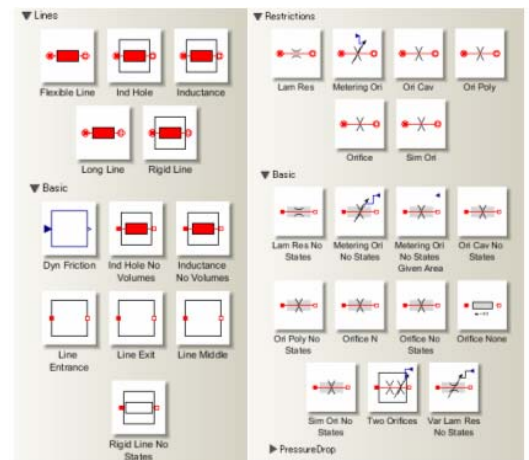 Lines
Flexible Line
Ind Hole
Inductance
Long Line
Rigid Line
Basic
Dyn Friction
Ind Hole No
Volumes
Inductance
No Volumes
Line
Entrance
Line Exit
Line Middle
Rigid Line No
States
Restrictions
Lam Res
Metering Ori
Ori Cav
Ori Poly
Orifice
Sim Ori
Basic
Lam Res No
States
Metering Ori
No States
Metering Ori
No States
Given Area
Ori Cav No
States
Ori Poly No
States
Orifice N
Orifice No
States
Orifice None
Sim Ori No
States
Two Orifices
Var Lam Res
No States
PressureDrop